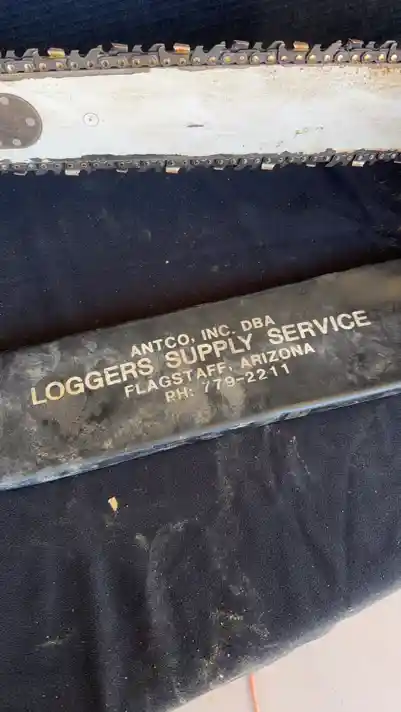 ANTCO, INC. DBA
LOGGERS SUPPLY SERVICE
FLAGSTAFF, ARIZONA
PH: 779-2211